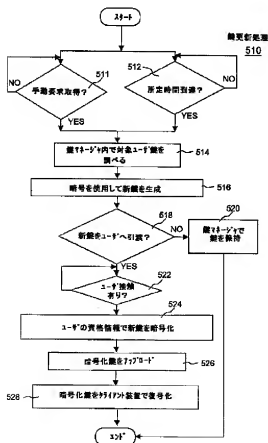 スタート
鍵更新処理
510
NO
手動要求取得？
511
512
所定時間到達？
NO
YES
YES
鍵マネージャ内で対象ユーザ鍵を
調べる
514
暗号を使用して新鍵を生成
516
518
新鍵をユーザへ引渡？
NO
520
鍵マネージャで
鍵を保持
YES
522
ユーザ接続
有り？
524
ユーザの資格情報で新鍵を暗号化
暗号化鍵をアップロード
526
528
暗号化鍵をクライアント装置で復号化
エンド